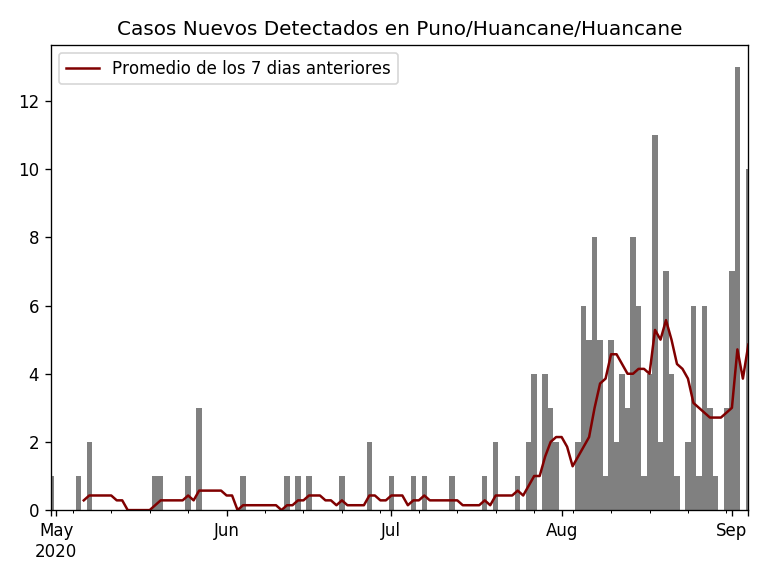 Casos Nuevos Detectados en Puno/Huancane/Huancane
Promedio de los 7 dias anteriores
12
10
8
6
4
2
0
May Jun Jul Aug Sep
2020